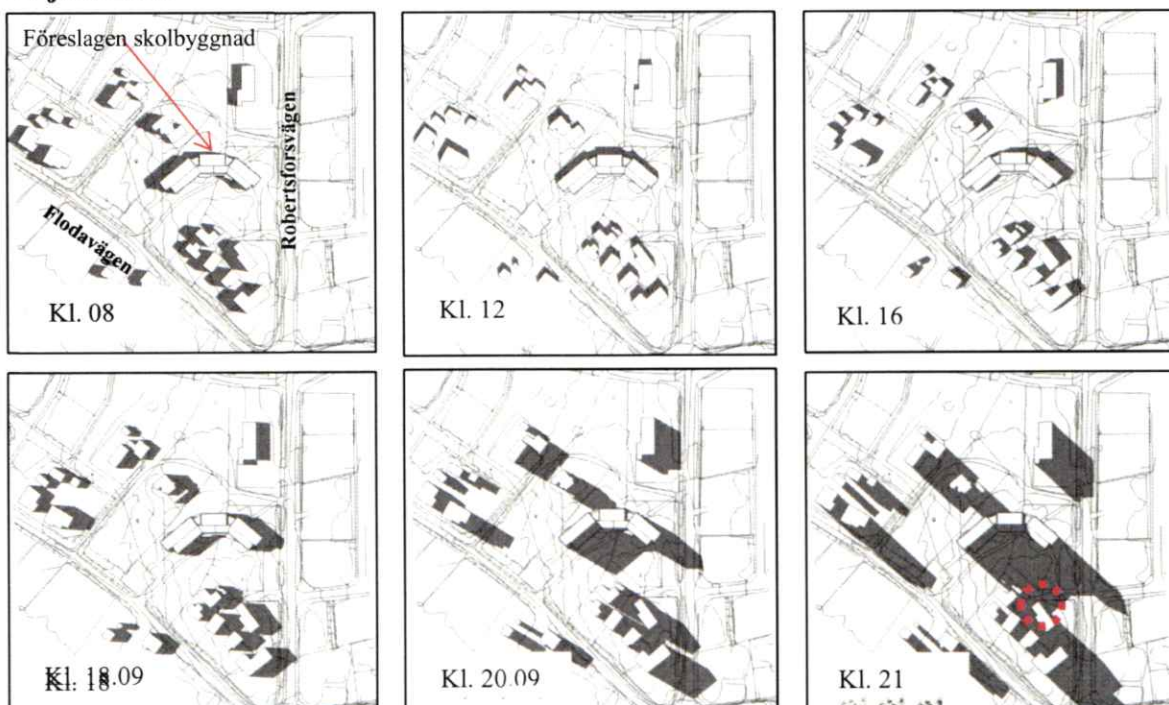 Föreslagen skolbyggnad
Robertsforsvägen
Flodavägen
Kl. 08
Kl. 12
Kl. 16
Kl. 18.09
Kl. 20.09
Kl. 21